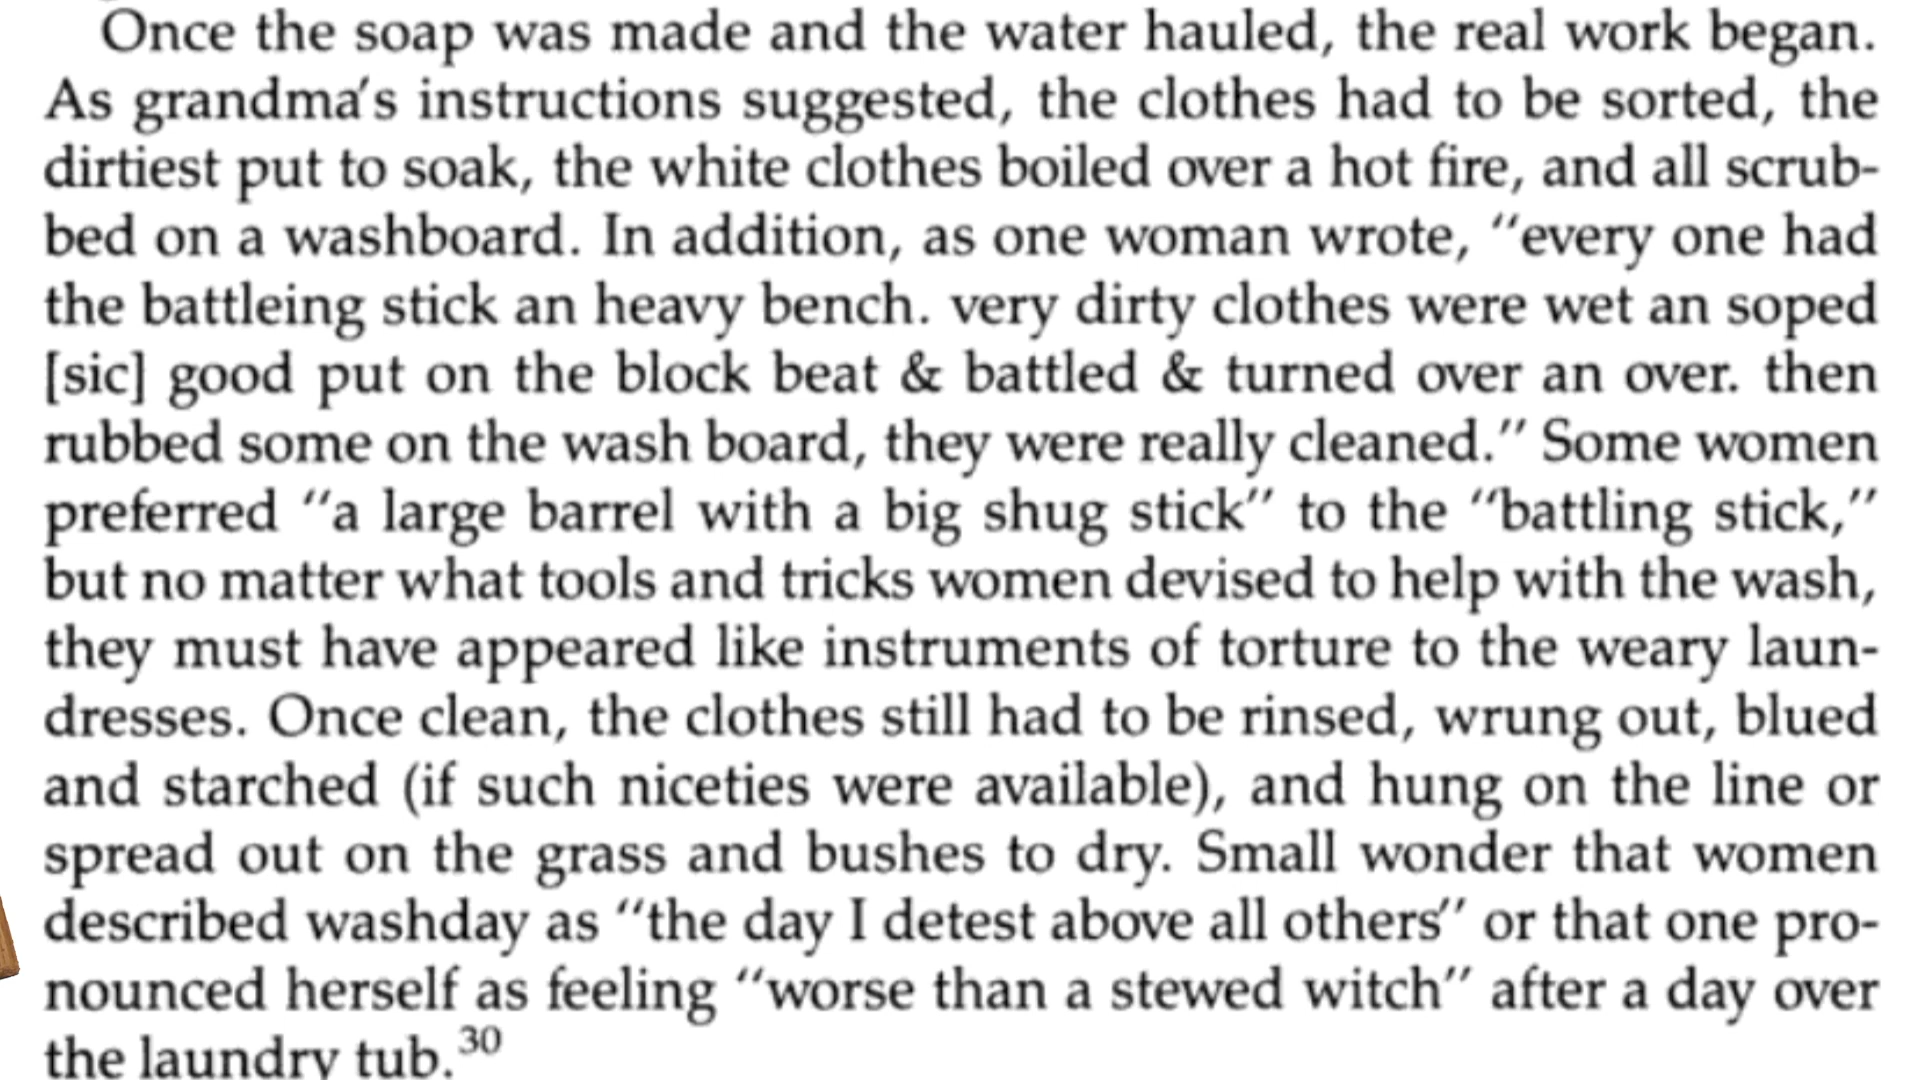 Once the soap was made and the water hauled, the real work began.
As grandma's instructions suggested, the clothes had to be sorted, the
dirtiest put to soak, the white clothes boiled over a hot fire, and all scrub-
bed on a washboard. In addition, as one woman wrote, "every one had
the battleing stick an heavy bench. very dirty clothes were wet an soped
[sic] good put on the block beat & battled & turned over an over. then
rubbed some on the wash board, they were really cleaned." Some women
preferred "a large barrel with a big shug stick" to the "battling stick,"
but no matter what tools and tricks women devised to help with the wash,
they must have appeared like instruments of torture to the weary laun-
dresses. Once clean, the clothes still had to be rinsed, wrung out, blued
and starched (if such niceties were available), and hung on the line or
spread out on the grass and bushes to dry. Small wonder that women
described washday as "the day I detest above all others" or that one pro-
nounced herself as feeling "worse than a stewed witch" after a day over
the laundry tub.30